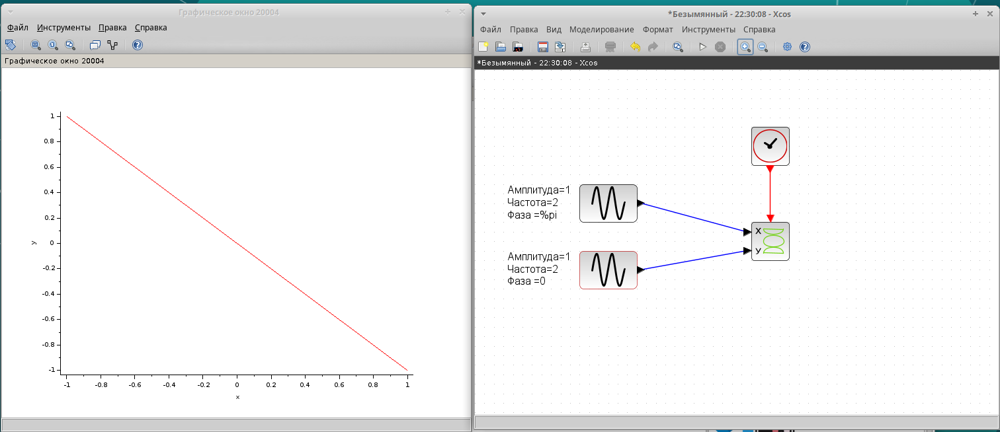 Графическое окно 20004
Файл Инструменты Правка Справка
Графическое окно 20004
1
0.8
0.6
0.4
0.2
0
-0.2
-0.4
-0.6
-0.8
-1
y
-1 -0.8 -0.6 -0.4 -0.2 0 0.2 0.4 0.6 0.8 1
x
*Безымянный - 22:30:08 - Xcos
Файл Правка Вид Моделирование Формат Инструменты Справка
*Безымянный - 22:30:08 - Xcos
Амплитуда=1
Частота=2
Фаза =%pi
Амплитуда=1
Частота=2
Фаза =0
X
У